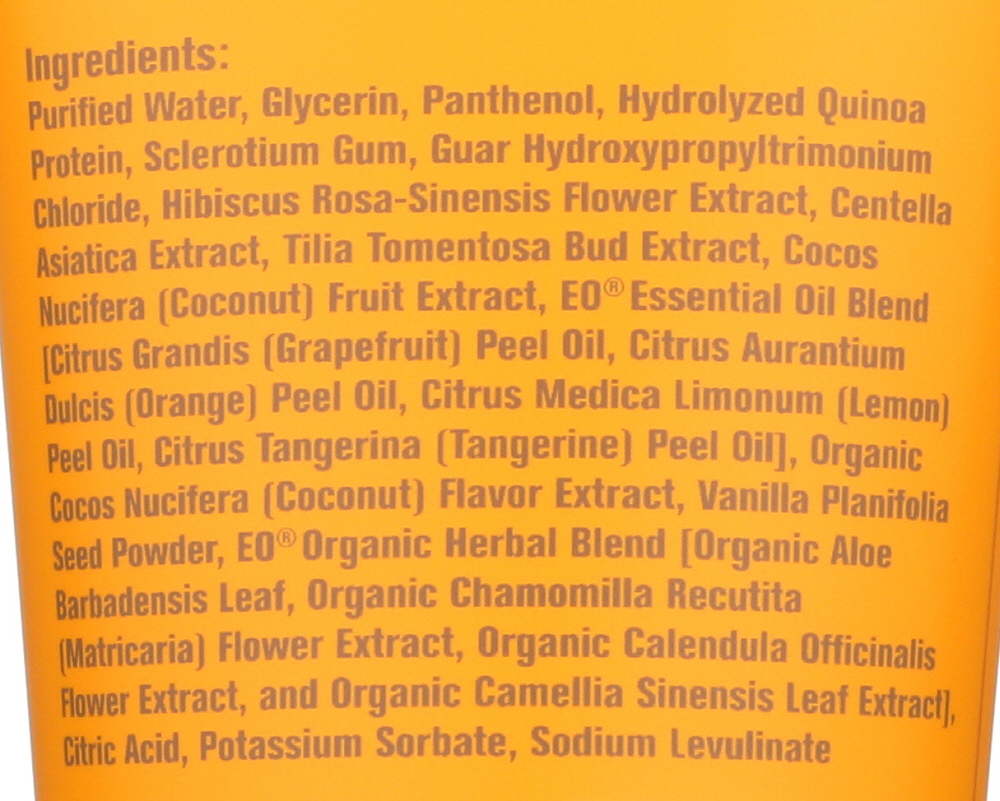 Ingredients:
Purified Water, Glycerin, Panthenol, Hydrolyzed Quinoa
Protein, Sclerotium Gum, Guar Hydroxypropyltrimonium
Chloride, Hibiscus Rosa-Sinensis Flower Extract, Centella
Asiatica Extract, Tilia Tomentosa Bud Extract, Cocos
Nucifera (Coconut) Fruit Extract, EO® Essential Oil Blend
[Citrus Grandis (Grapefruit) Peel Oil, Citrus Aurantium
Dulcis (Orange) Peel Oil, Citrus Medica Limonum (Lemon)
Peel Oil, Citrus Tangerina (Tangerine) Peel Oil], Organic
Cocos Nucifera (Coconut) Flavor Extract, Vanilla Planifolia
Seed Powder, EO® Organic Herbal Blend [Organic Aloe
Barbadensis Leaf, Organic Chamomilla Recutita
(Matricaria) Flower Extract, Organic Calendula Officinalis
Flower Extract, and Organic Camellia Sinensis Leaf Extract],
Citric Acid, Potassium Sorbate, Sodium Levulinate